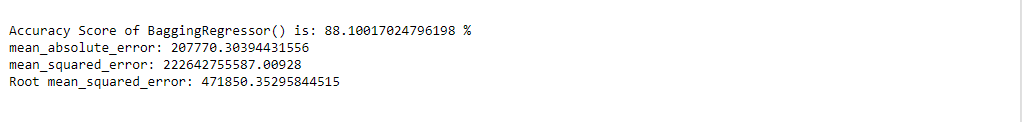 Accuracy Score of BaggingRegressor() is: 88.10017024796198 %
mean_absolute_error: 207770.30394431556
mean_squared_error: 222642755587.00928
Root mean_squared_error: 471850.35295844515